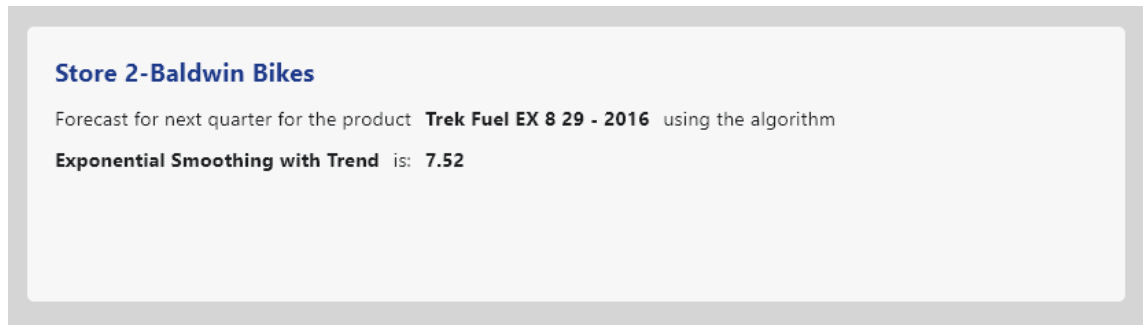 Store 2-Baldwin Bikes
Forecast for next quarter for the product Trek Fuel EX 8 29 - 2016 using the algorithm
Exponential Smoothing with Trend is: 7.52